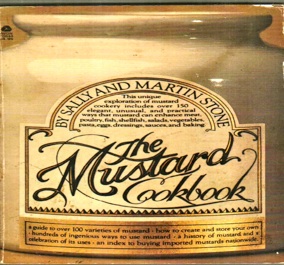 BY SALLY AND MARTIN STONE
This unique
exploration of mustard
cookery includes over 150
elegant, unusual, and practical
ways that mustard can enhance meat,
poultry, fish, shellfish, salads, vegetables,
pasta, eggs, dressings, sauces, and baking.
The
Mustard
Cookbook
a guide to over 100 varieties of mustard · how to create and store your own
· hundreds of ingenious ways to use mustard · a history of mustard and a
celebration of its uses · an index to buying imported mustards nationwide.